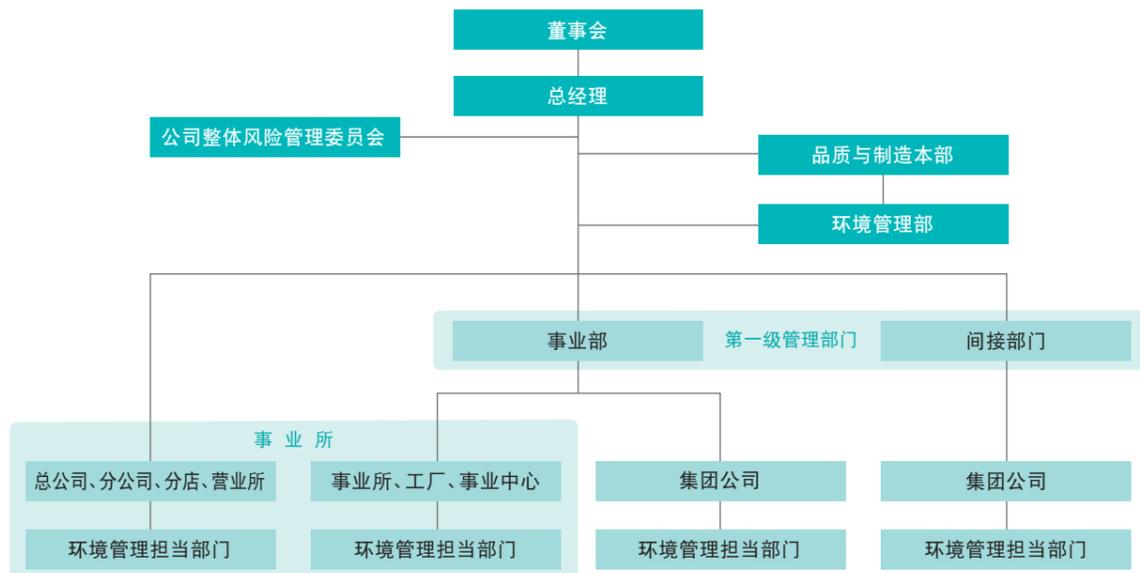 董事会
总经理
公司整体风险管理委员会
品质与制造本部
环境管理部
事业部
第一级管理部门
间接部门
事业所
总公司、分公司、分店、营业所
事业所、工厂、事业中心
集团公司
集团公司
环境管理担当部门
环境管理担当部门
环境管理担当部门
环境管理担当部门